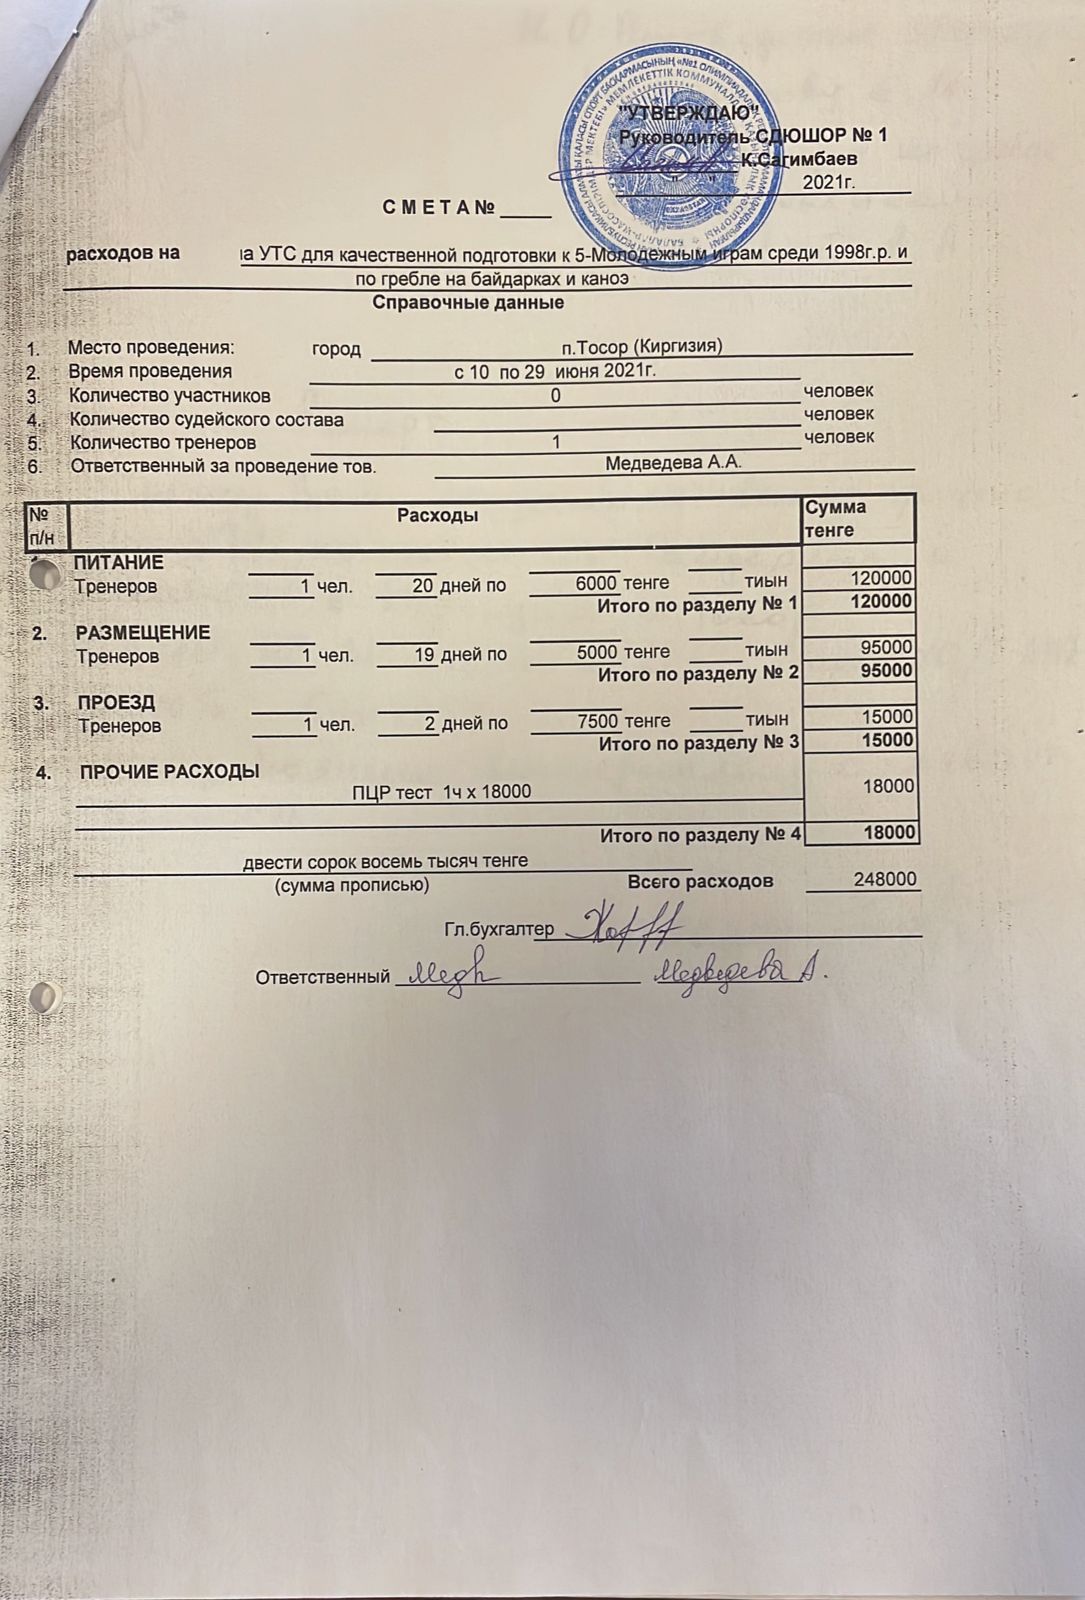 "УТВЕРЖДАЮ"
Руководитель СДЮШОР № 1
К.Сагимбаев
" " 2021г.
С М Е Т А №
расходов на а УТС для качественной подготовки к 5-Молодежным играм среди 1998г.р. и
по гребле на байдарках и каноэ
Справочные данные
1. Место проведения: город п.Тосор (Киргизия)
2. Время проведения с 10 по 29 июня 2021г.
3. Количество участников 0 человек
4. Количество судейского состава человек
5. Количество тренеров 1 человек
6. Ответственный за проведение тов. Медведева А.А.
№ п/н Расходы Сумма тенге
ПИТАНИЕ
Тренеров 1 чел. 20 дней по 6000 тенге тиын 120000
Итого по разделу № 1 120000
2. РАЗМЕЩЕНИЕ
Тренеров 1 чел. 19 дней по 5000 тенге тиын 95000
Итого по разделу № 2 95000
3. ПРОЕЗД
Тренеров 1 чел. 2 дней по 7500 тенге тиын 15000
Итого по разделу № 3 15000
4. ПРОЧИЕ РАСХОДЫ
ПЦР тест 1ч х 18000 18000
Итого по разделу № 4 18000
двести сорок восемь тысяч тенге
(сумма прописью) Всего расходов 248000
Гл.бухгалтер
Ответственный Медведева А.